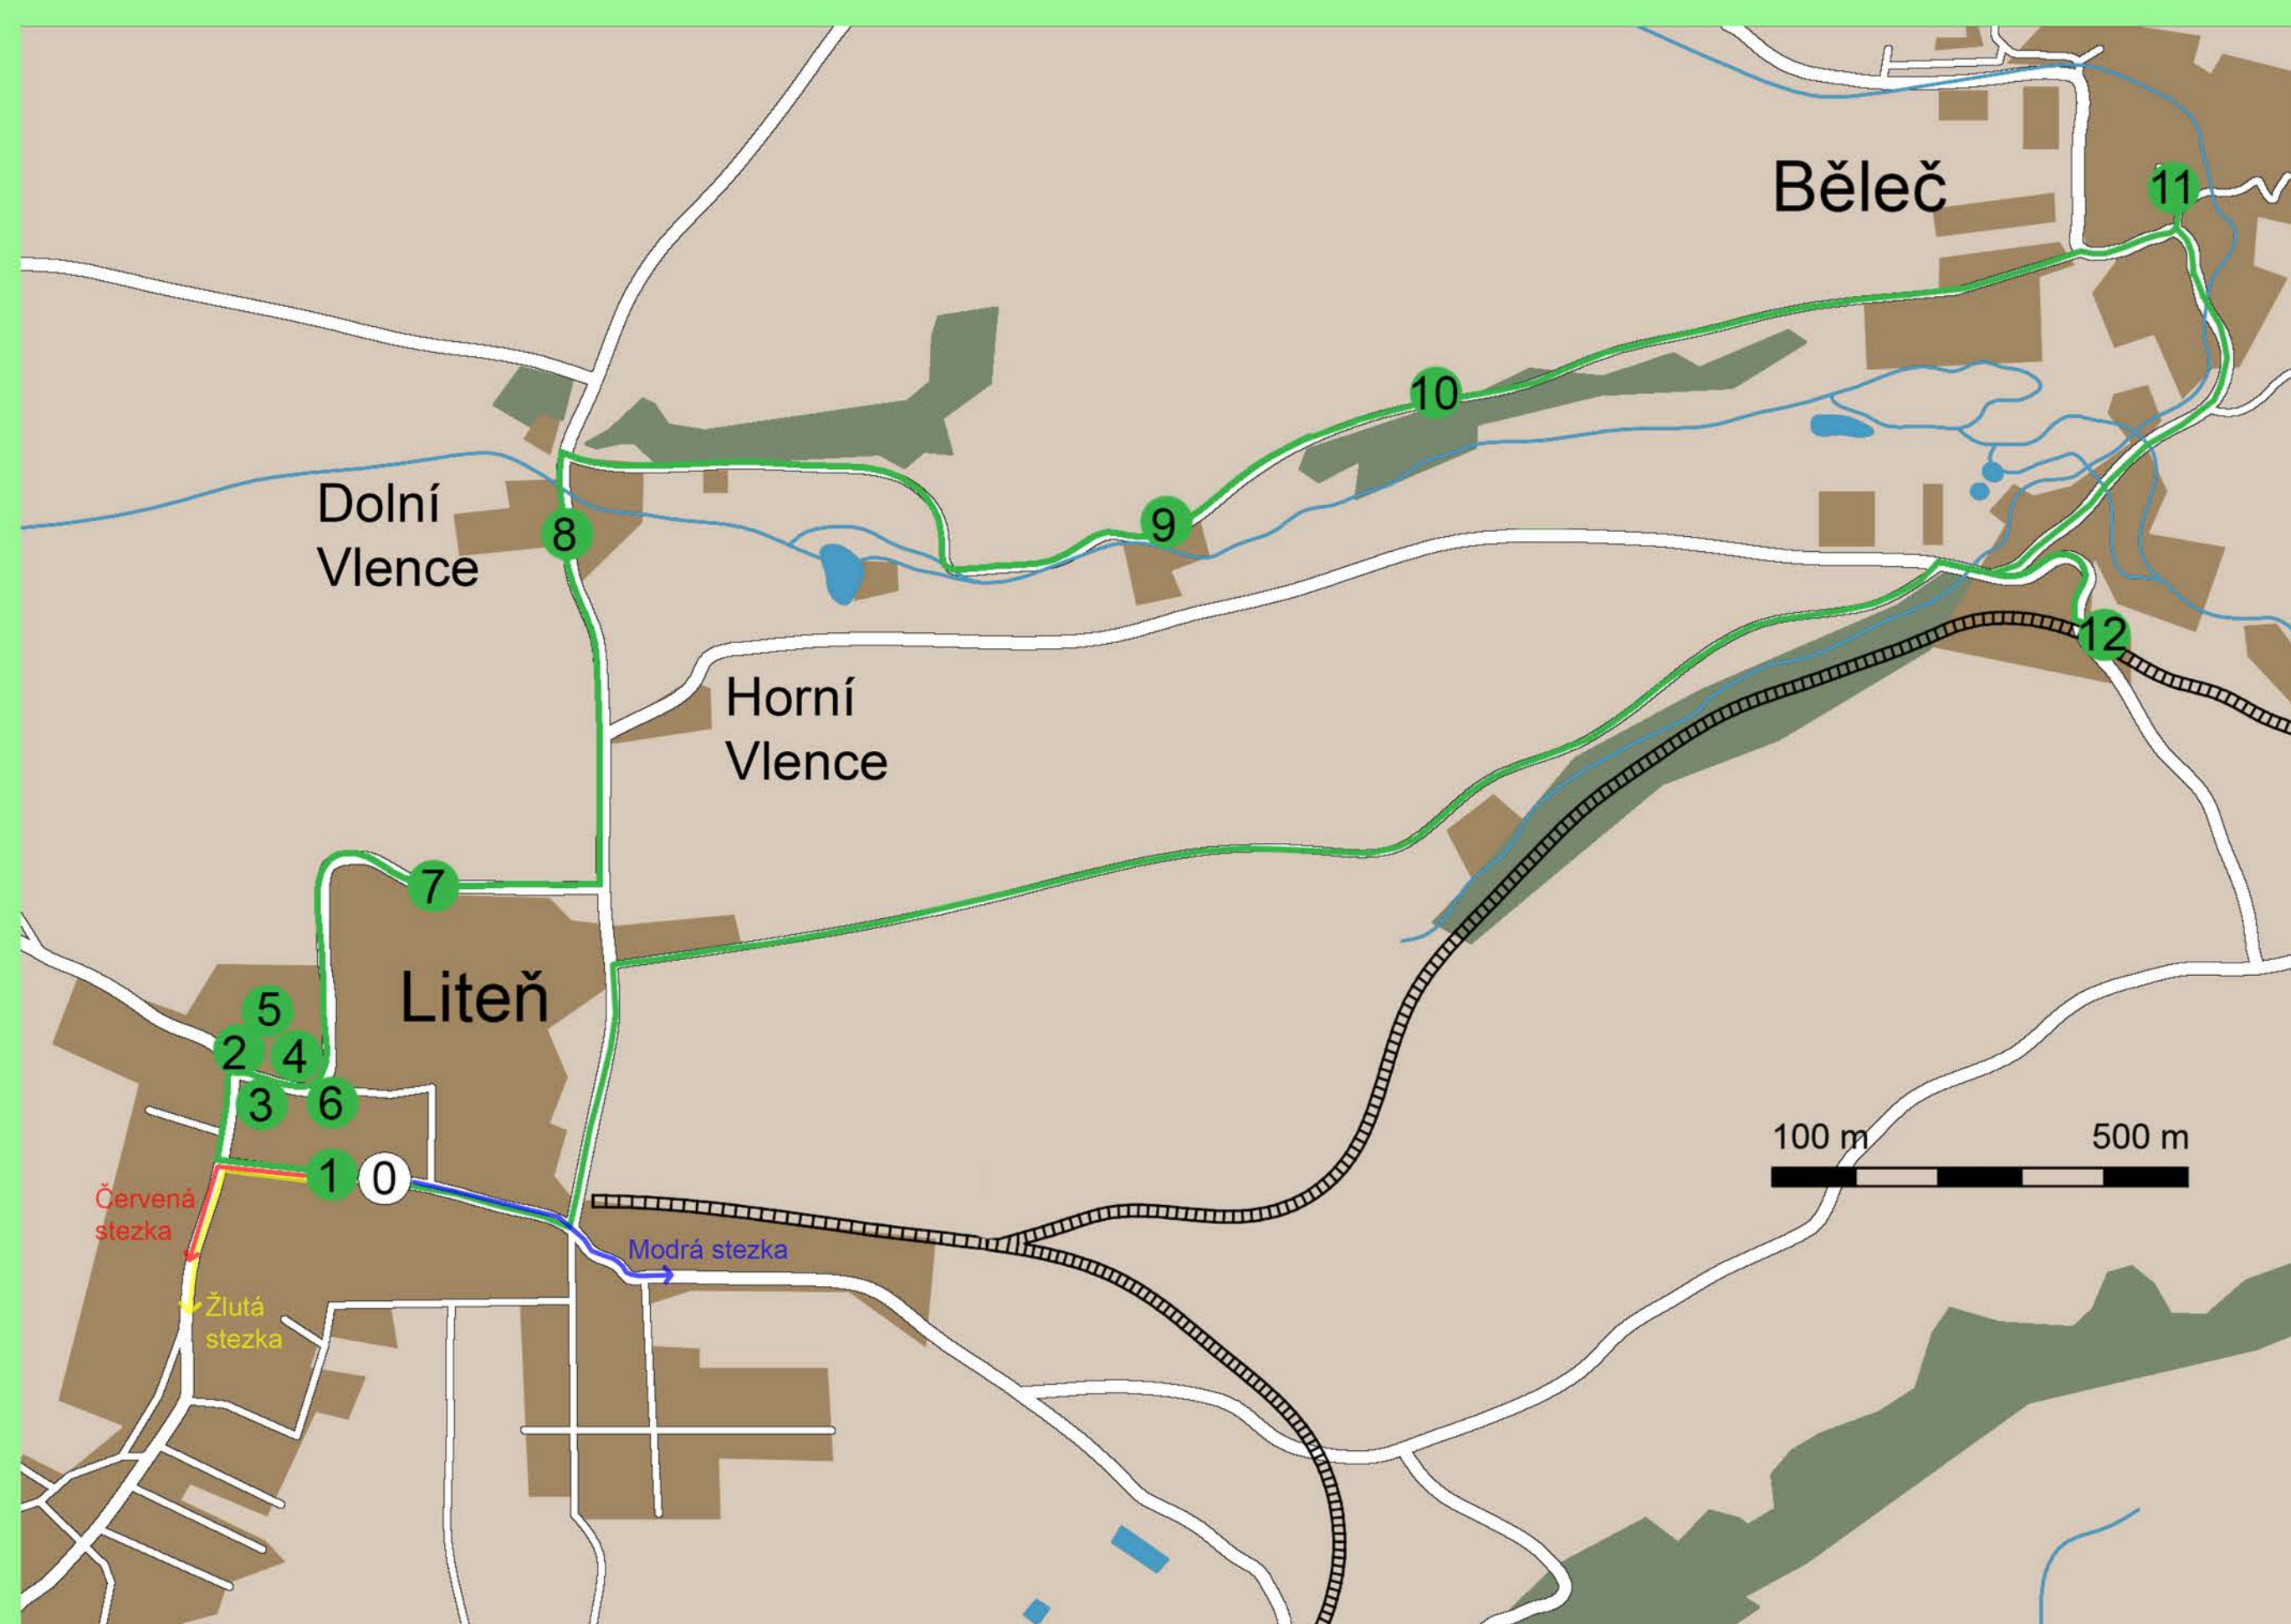 Běleč
11
10
Dolní
Vlence
8
9
12
Horní
Vlence
7
Liteň
5
2
4
3
6
100 m
500 m
1
0
Červená
stezka
Modrá stezka
Žlutá
stezka